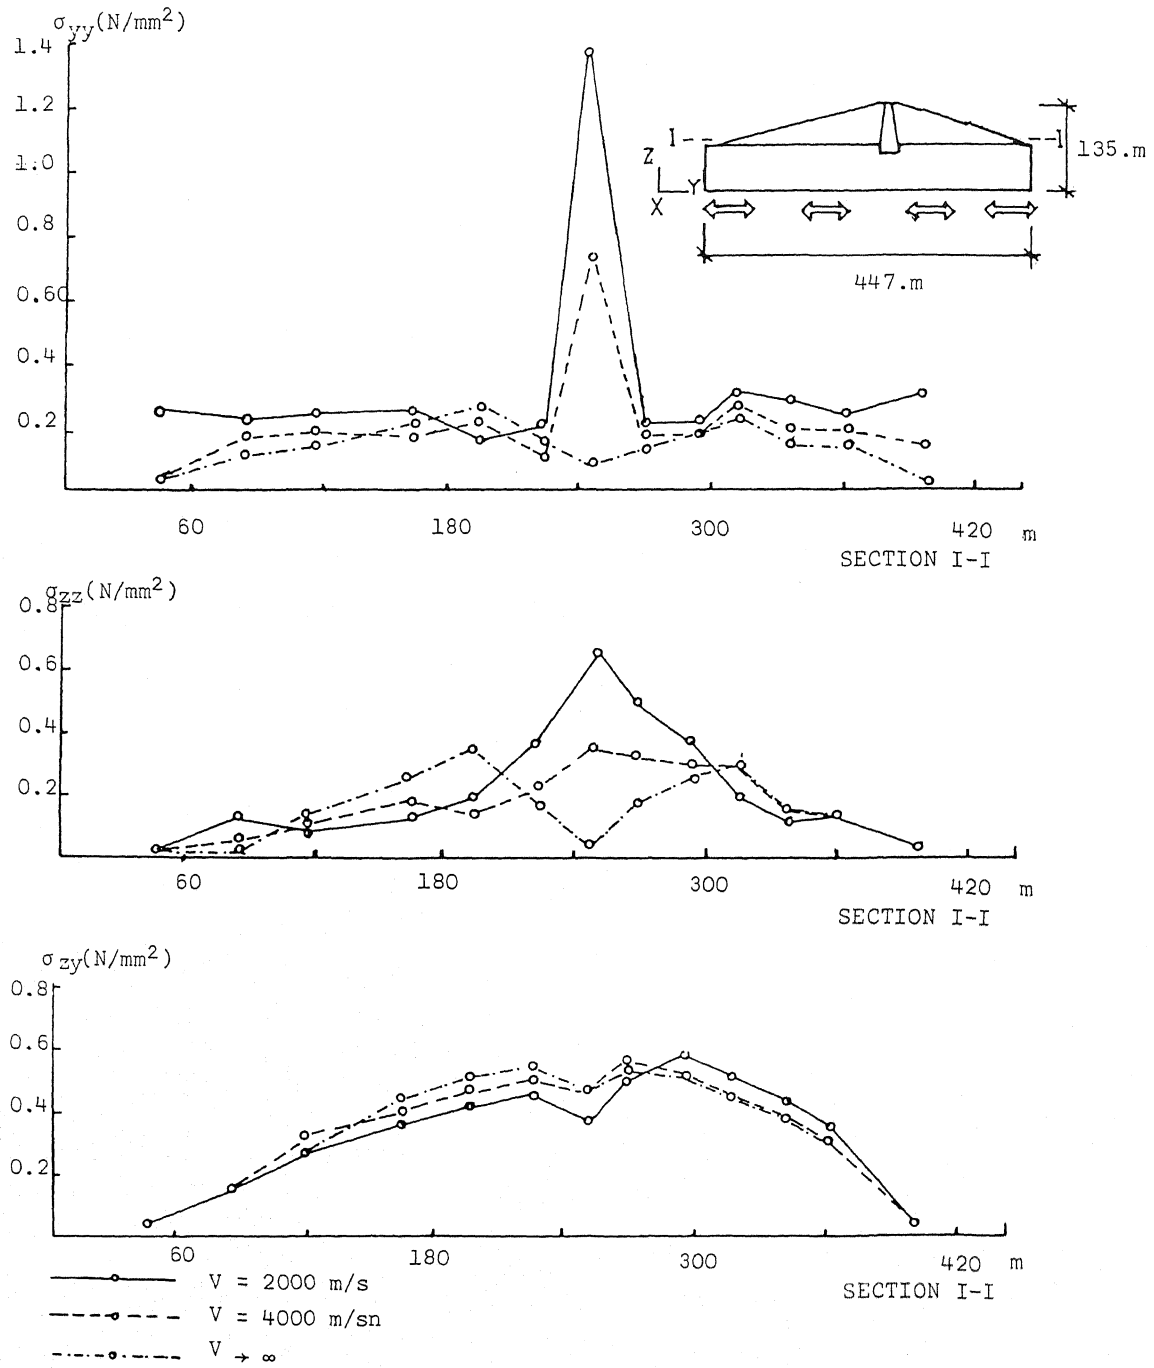 σyy(N/mm²)
1.4
1.2
1.0
0.8
0.60
0.4
0.2
60 180 300 420 m
SECTION I-I
I I
Z
Y
X
135.m
447.m
σzz(N/mm²)
0.8
0.6
0.4
0.2
60 180 300 420 m
SECTION I-I
σzy(N/mm²)
0.8
0.6
0.4
0.2
60 180 300 420 m
SECTION I-I
V = 2000 m/s
V = 4000 m/sn
V → ∞